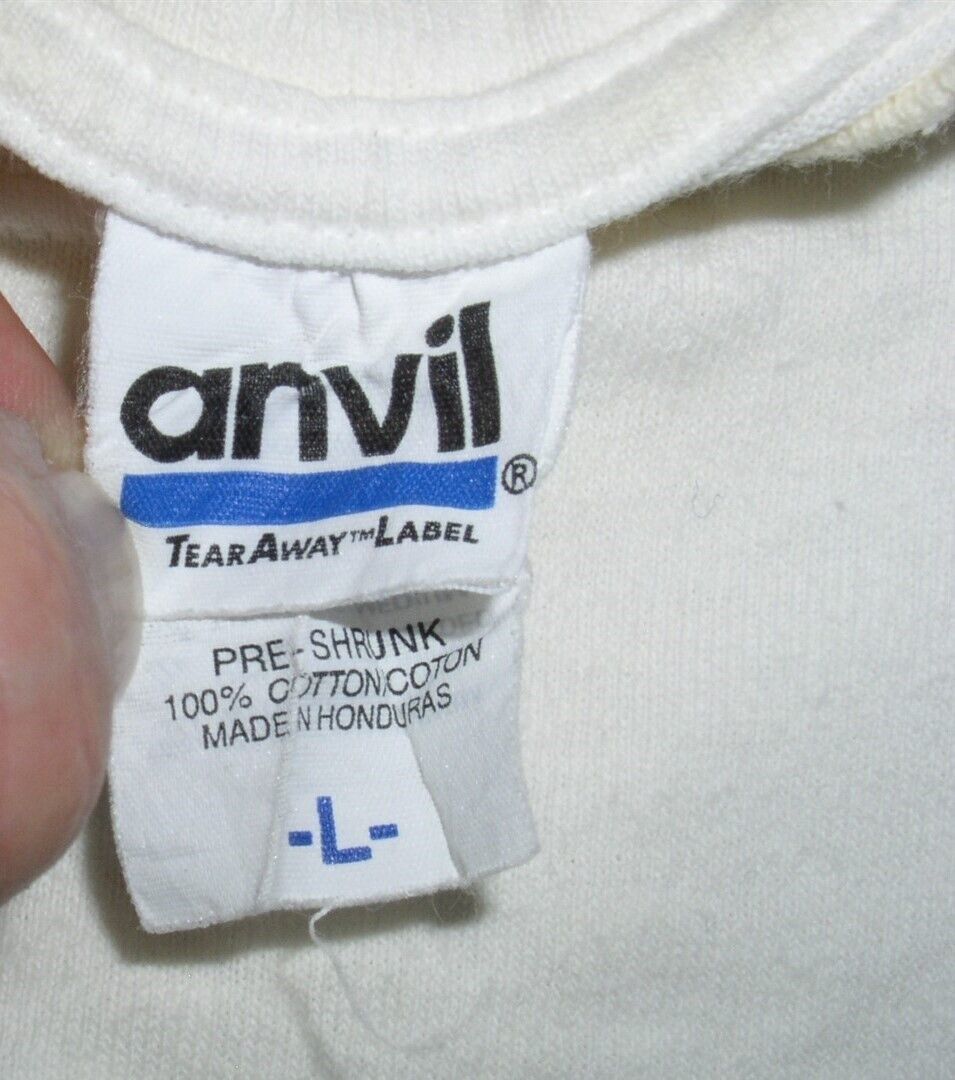 anvil
®
TEARAWAY™LABEL
PRE-SHRUNK
100% COTTON/COTON
MADE IN HONDURAS
-L-